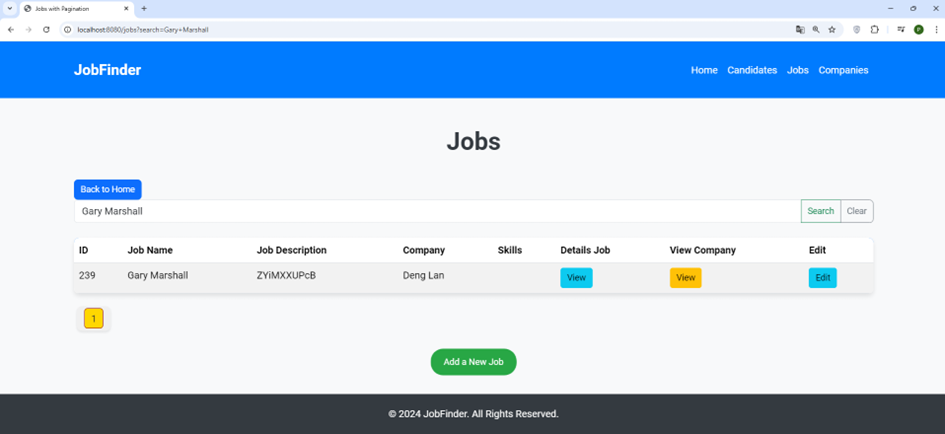 Jobs with Pagination
localhost:8080/jobs?search=Gary+Marshall
JobFinder
Home Candidates Jobs Companies
Jobs
Back to Home
Gary Marshall Search Clear
ID Job Name Job Description Company Skills Details Job View Company Edit
239 Gary Marshall ZYiMXXUPcB Deng Lan View View Edit
1
Add a New Job
© 2024 JobFinder. All Rights Reserved.